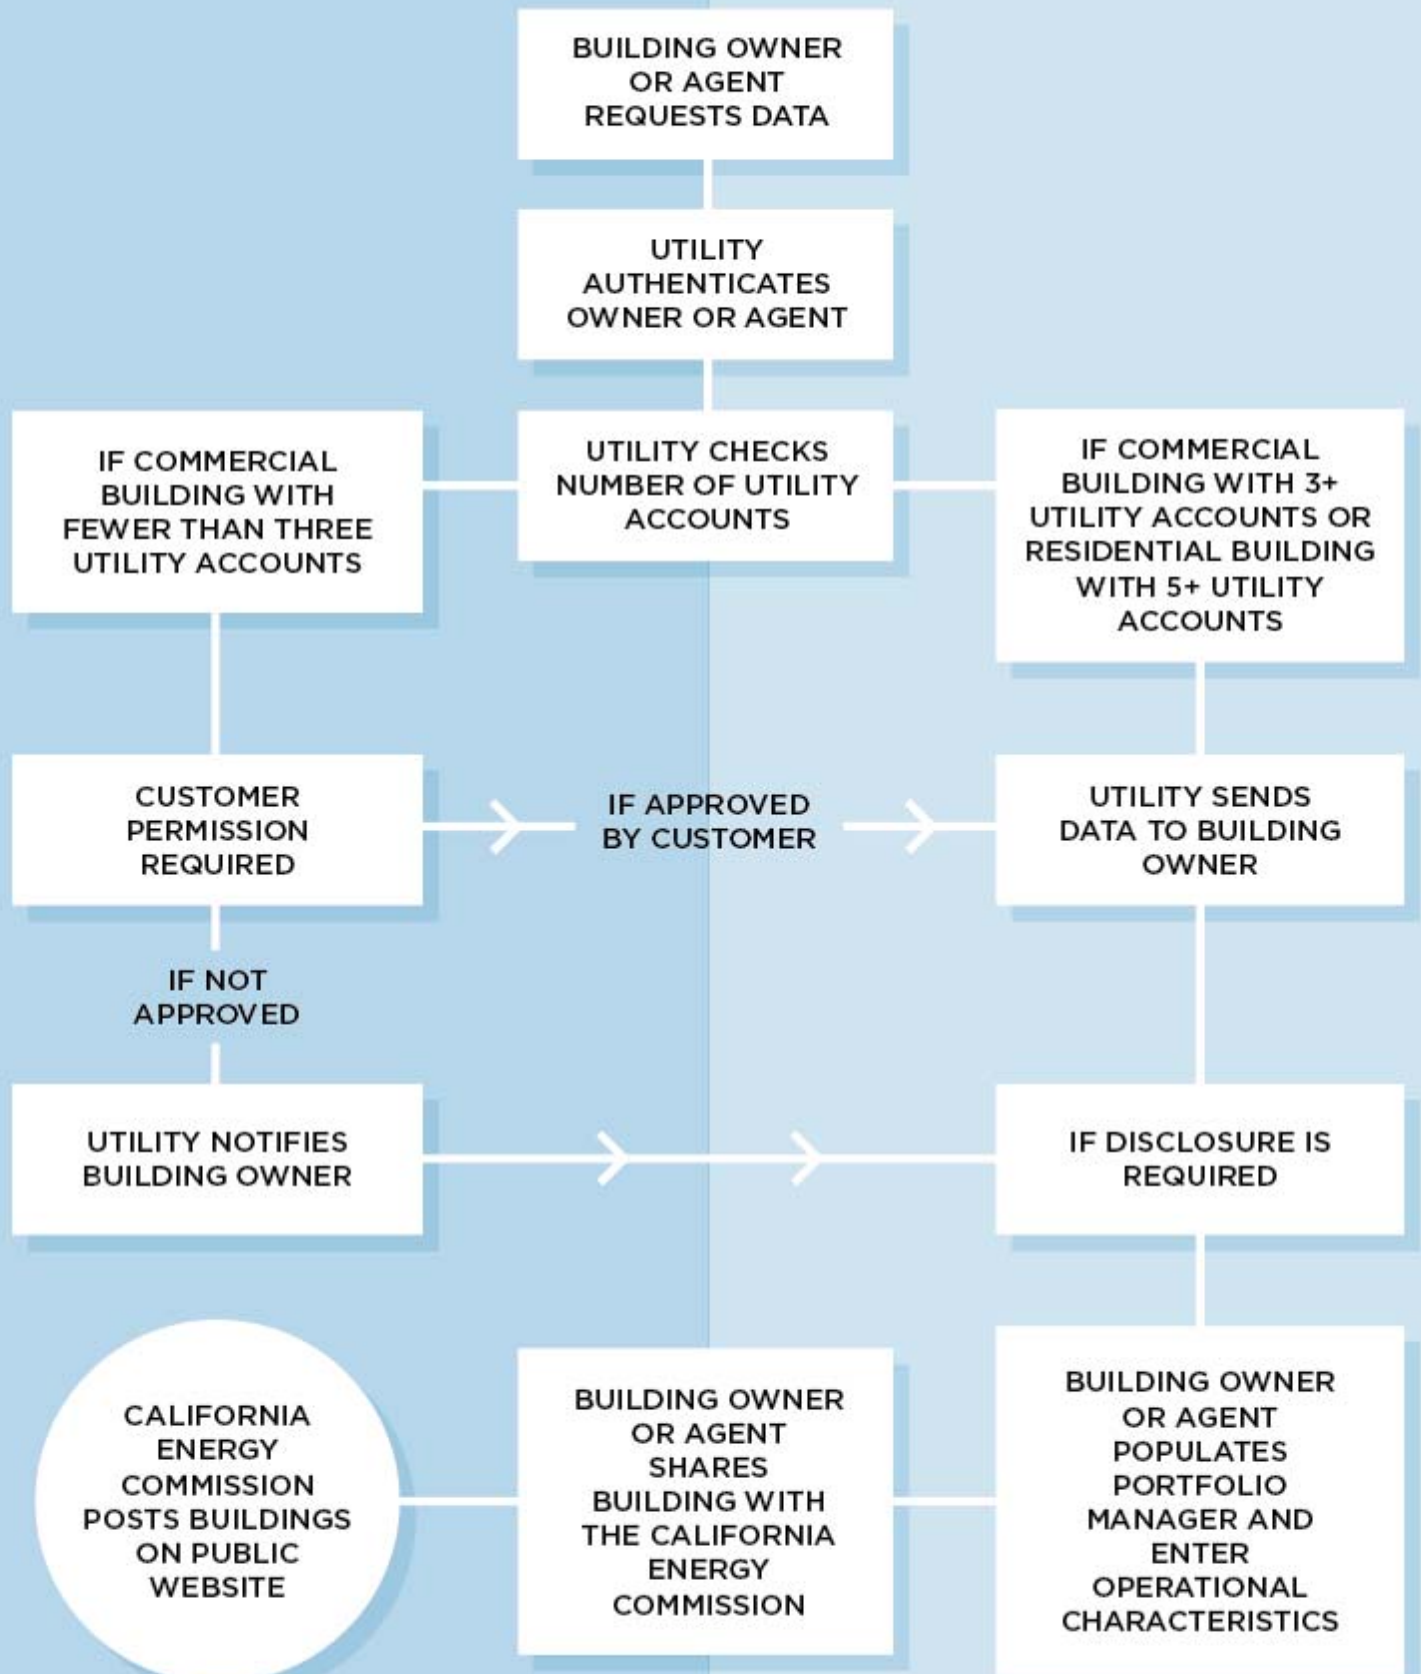 BUILDING OWNER
OR AGENT
REQUESTS DATA
UTILITY
AUTHENTICATES
OWNER OR AGENT
IF COMMERCIAL
BUILDING WITH
FEWER THAN THREE
UTILITY ACCOUNTS
UTILITY CHECKS
NUMBER OF UTILITY
ACCOUNTS
IF COMMERCIAL
BUILDING WITH 3+
UTILITY ACCOUNTS OR
RESIDENTIAL BUILDING
WITH 5+ UTILITY
ACCOUNTS
CUSTOMER
PERMISSION
REQUIRED
IF APPROVED
BY CUSTOMER
UTILITY SENDS
DATA TO BUILDING
OWNER
IF NOT
APPROVED
UTILITY NOTIFIES
BUILDING OWNER
IF DISCLOSURE IS
REQUIRED
BUILDING OWNER
OR AGENT
POPULATES
PORTFOLIO
MANAGER AND
ENTER
OPERATIONAL
CHARACTERISTICS
BUILDING OWNER
OR AGENT
SHARES
BUILDING WITH
THE CALIFORNIA
ENERGY
COMMISSION
CALIFORNIA
ENERGY
COMMISSION
POSTS BUILDINGS
ON PUBLIC
WEBSITE